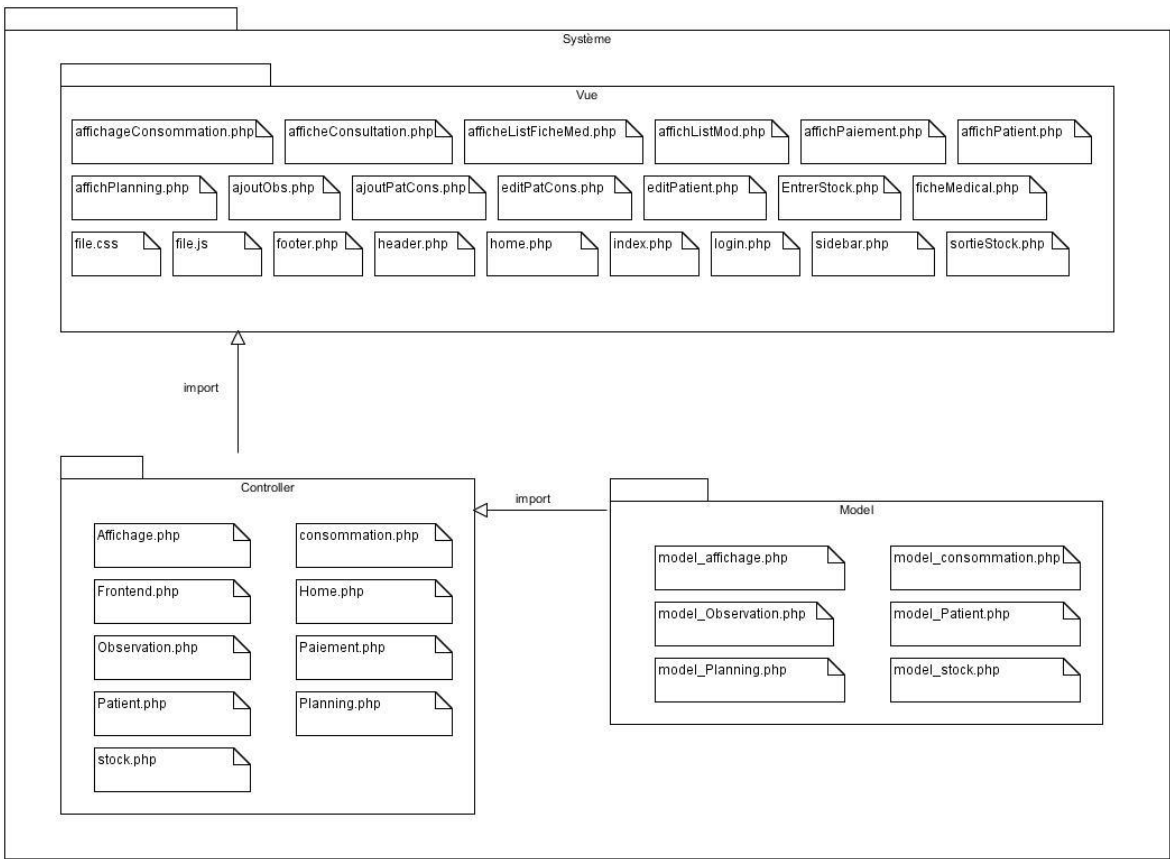 Système
Vue
affichageConsommation.php
afficheConsultation.php
afficheListFicheMed.php
affichListMod.php
affichPaiement.php
affichPatient.php
affichPlanning.php
ajoutObs.php
ajoutPatCons.php
editPatCons.php
editPatient.php
EntrerStock.php
ficheMedical.php
file.css
file.js
footer.php
header.php
home.php
index.php
login.php
sidebar.php
sortieStock.php
import
Controller
Affichage.php
consommation.php
Frontend.php
Home.php
Observation.php
Paiement.php
Patient.php
Planning.php
stock.php
import
Model
model_affichage.php
model_consommation.php
model_Observation.php
model_Patient.php
model_Planning.php
model_stock.php